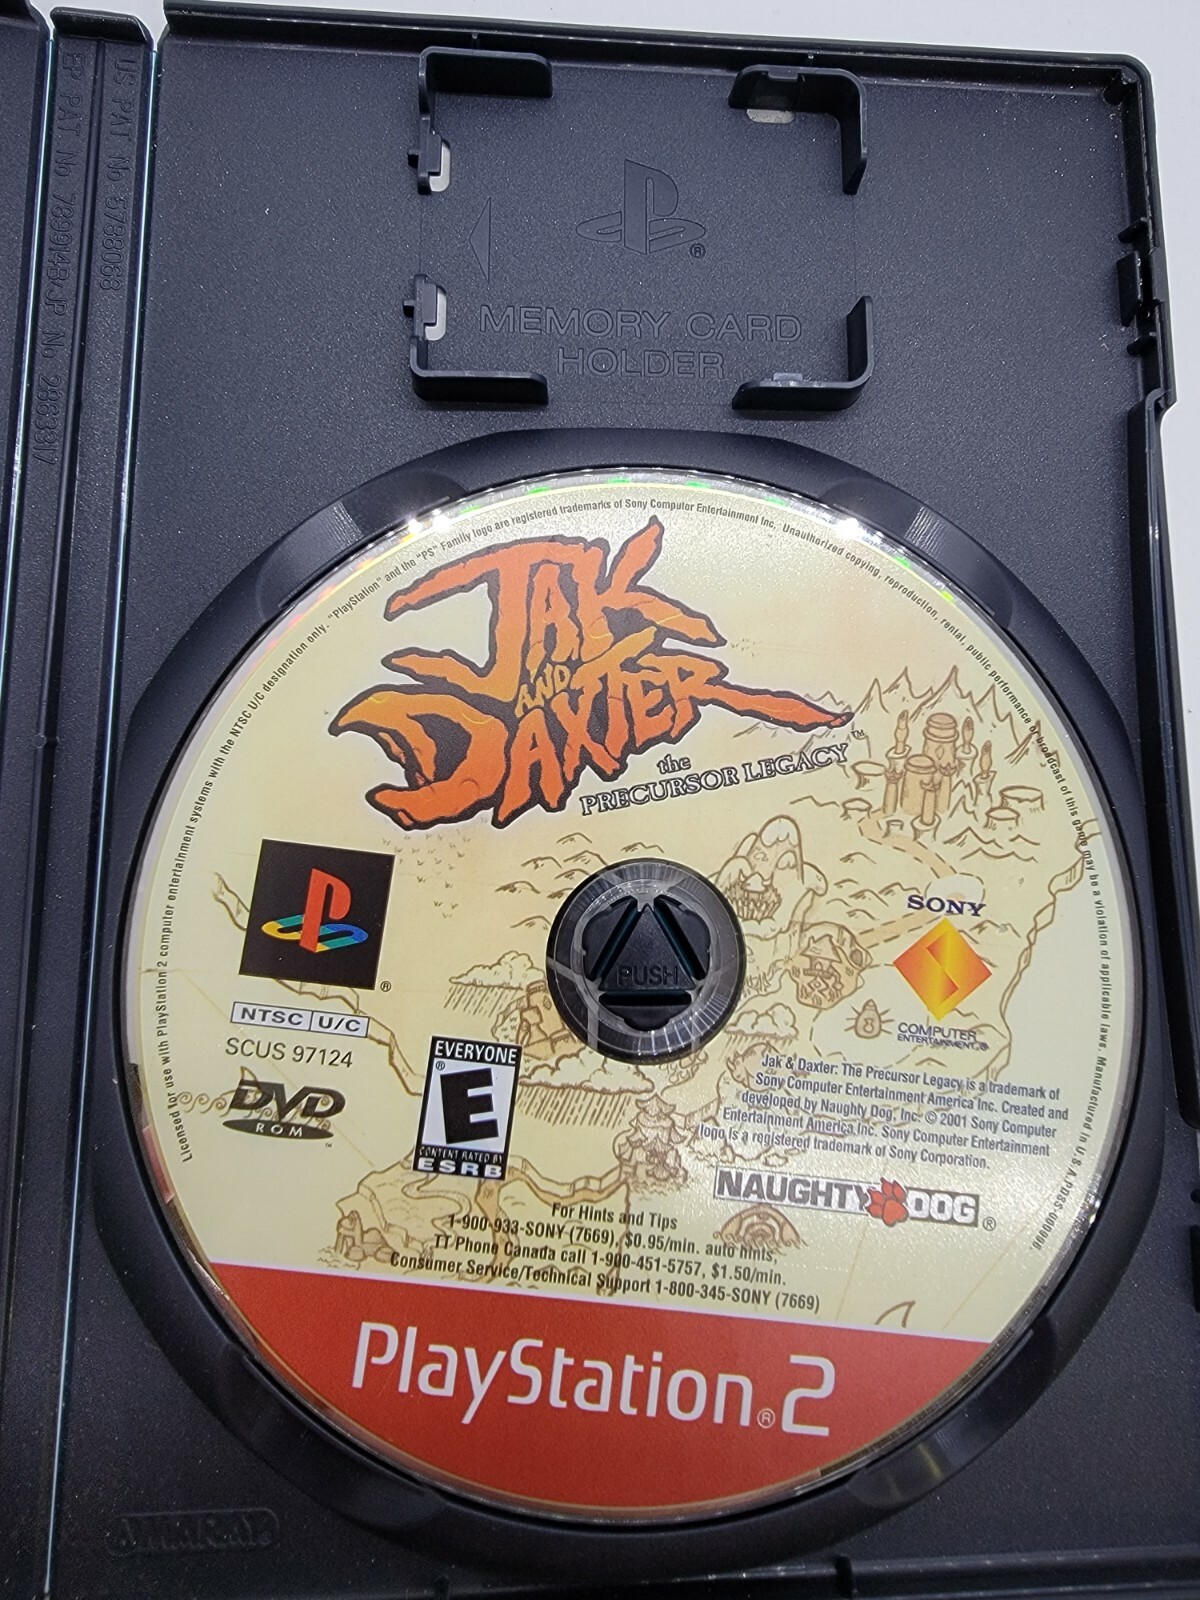 US PAT No 5788068
EP PAT No 789914B/JP No 2863317
MEMORY CARD
HOLDER
Licensed for use with PlayStation 2 computer entertainment systems with the NTSC U/C designation only. "PlayStation" and the "PS" Family logo are registered trademarks of Sony Computer Entertainment Inc. Unauthorized copying, reproduction, rental, public performance or broadcast of this game may be a violation of applicable laws. Manufactured in U.S.A.
JAK
AND
DAXTER
the
PRECURSOR LEGACY™
PUSH
®
NTSC U/C
SCUS 97124
DVD
ROM
EVERYONE
E
CONTENT RATED BY
ESRB
SONY
COMPUTER
ENTERTAINMENT®
Jak & Daxter: The Precursor Legacy is a trademark of
Sony Computer Entertainment America Inc. Created and
developed by Naughty Dog, Inc. © 2001 Sony Computer
Entertainment America Inc. Sony Computer Entertainment
logo is a registered trademark of Sony Corporation.
NAUGHTY DOG®
For Hints and Tips
1-900-933-SONY (7669), $0.95/min. auto hints,
TT Phone Canada call 1-900-451-5757, $1.50/min.
Consumer Service/Technical Support 1-800-345-SONY (7669)
PlayStation®2